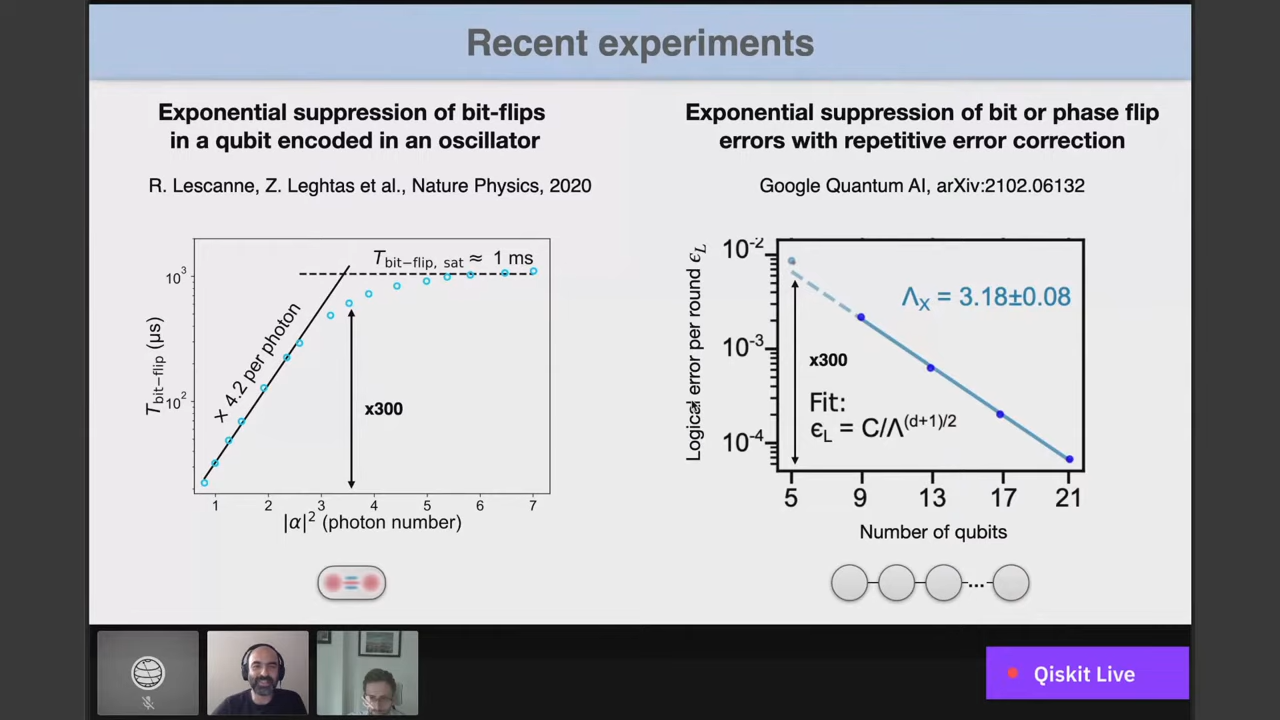 Recent experiments
Exponential suppression of bit-flips
in a qubit encoded in an oscillator
R. Lescanne, Z. Leghtas et al., Nature Physics, 2020
T_bit−flip, sat ≈ 1 ms
× 4.2 per photon
x300
T_bit−flip (μs)
10³
10²
1 2 3 4 5 6 7
|α|² (photon number)
Exponential suppression of bit or phase flip
errors with repetitive error correction
Google Quantum AI, arXiv:2102.06132
Logical error per round ϵ_L
10⁻²
10⁻³
10⁻⁴
Λ_X = 3.18±0.08
x300
Fit:
ϵ_L = C/Λ^(d+1)/2
5 9 13 17 21
Number of qubits
...
Qiskit Live